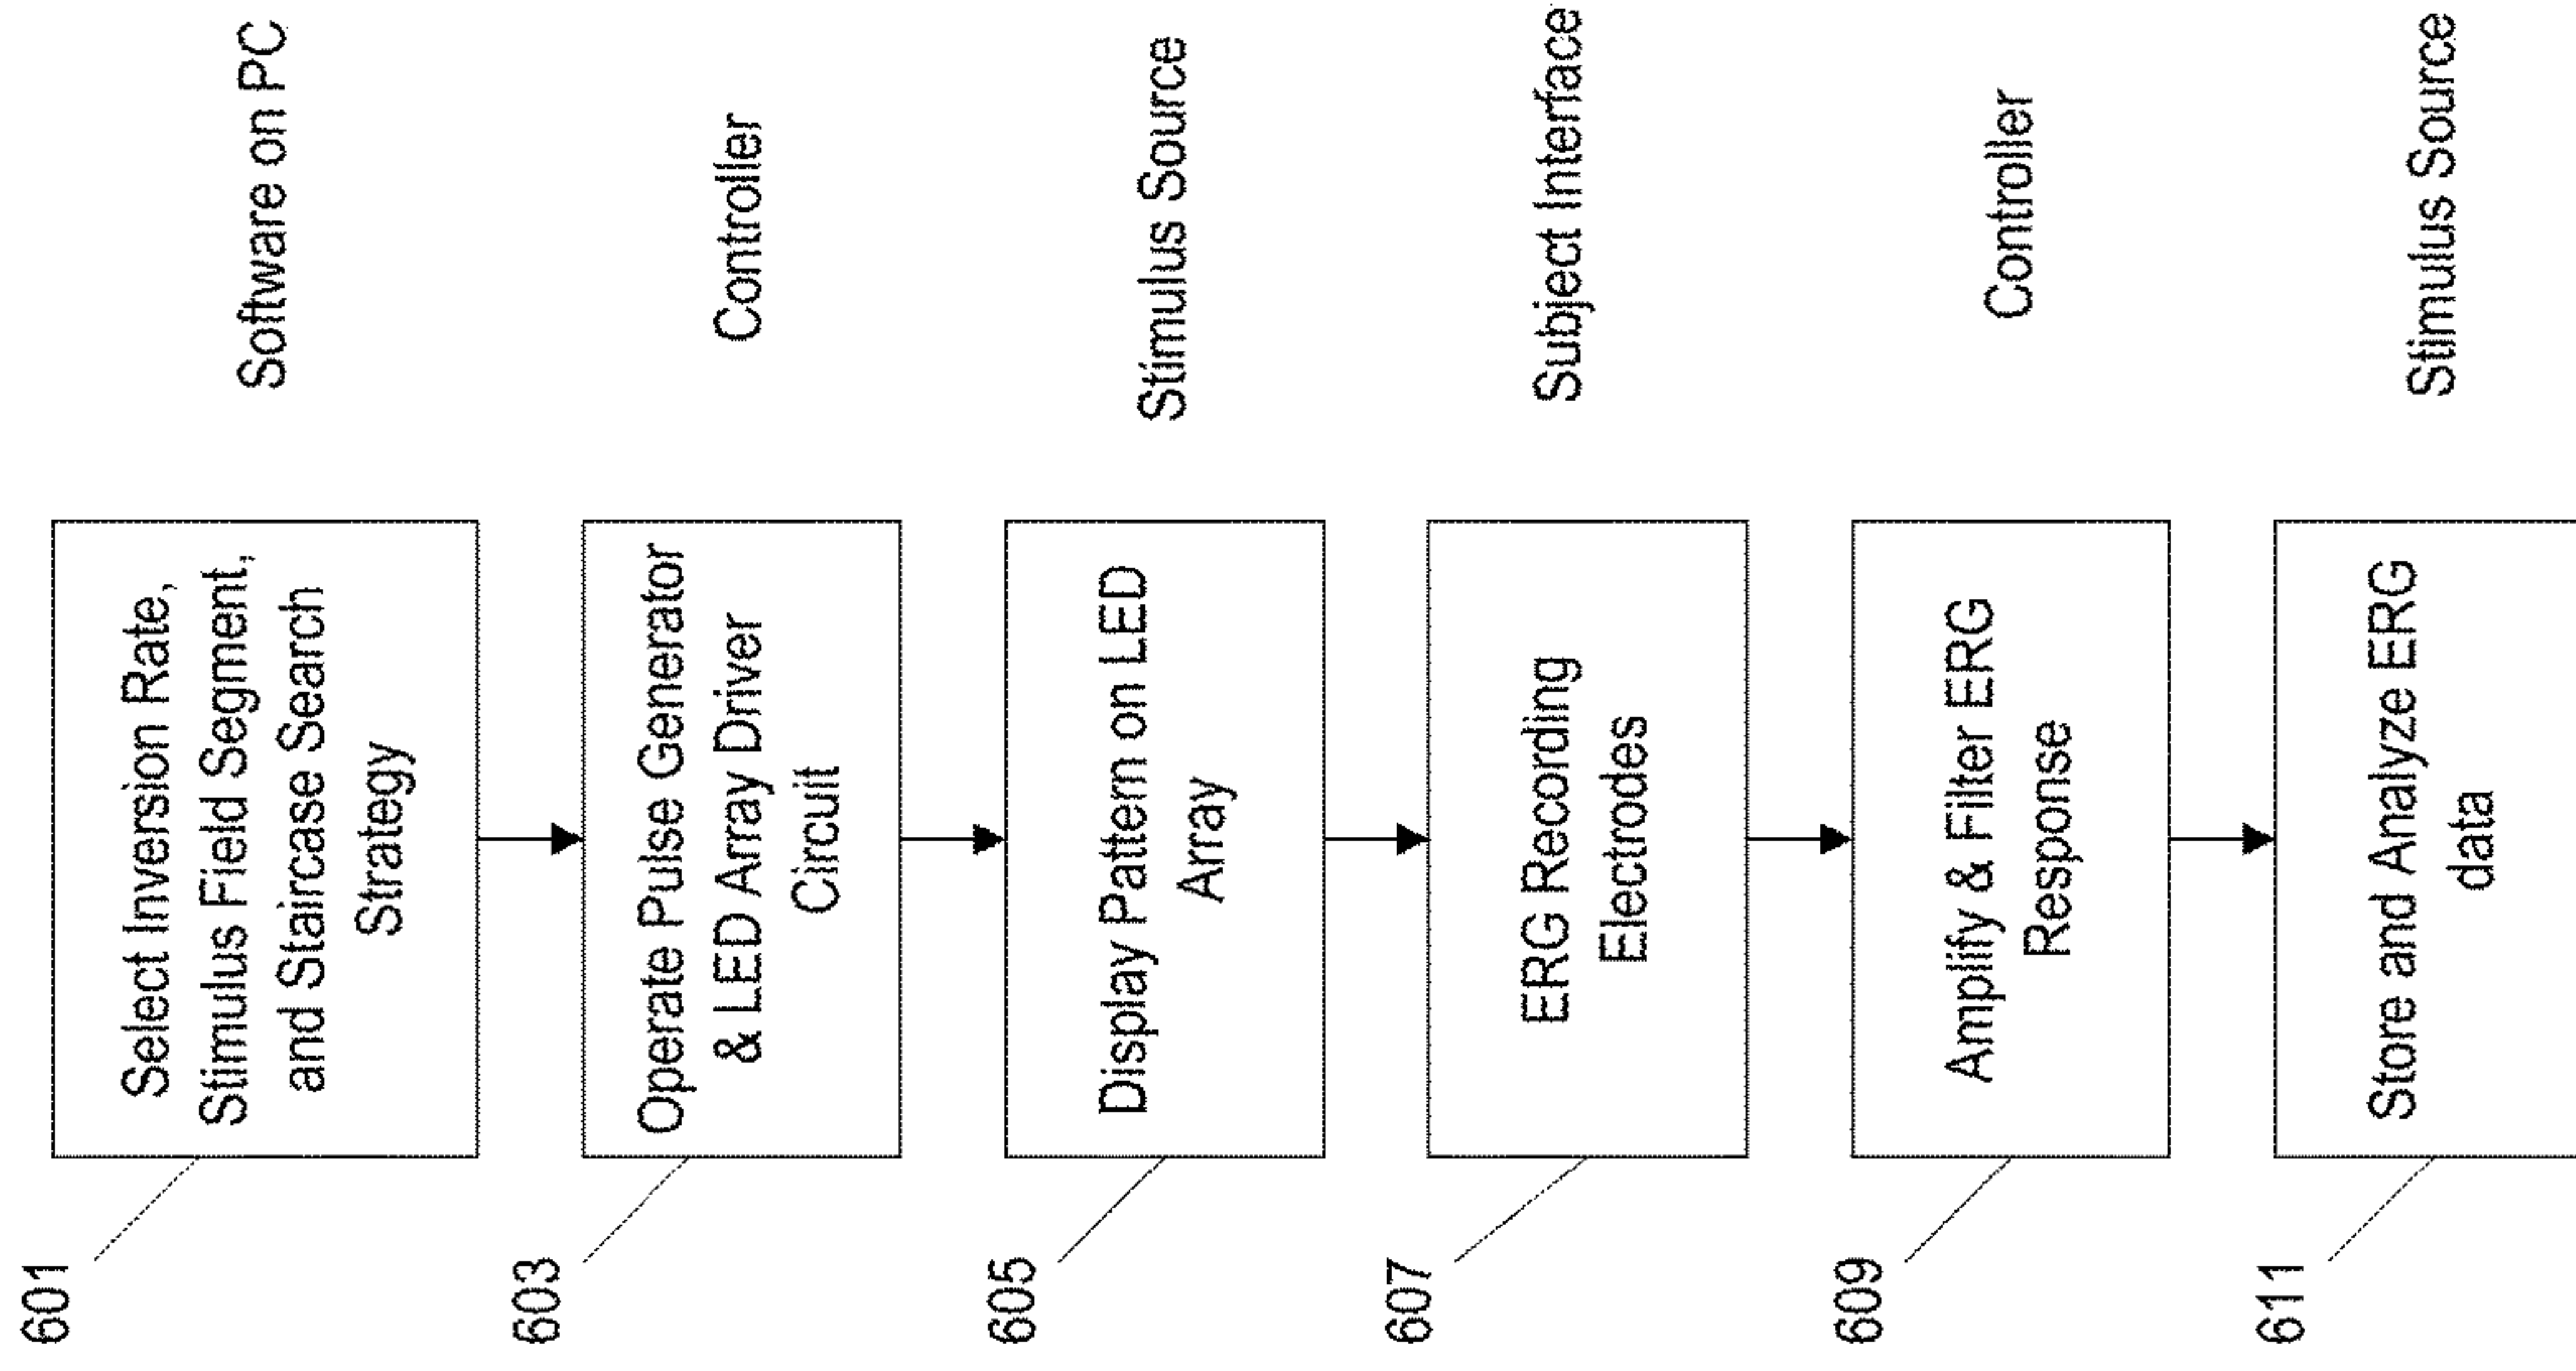 601
Select Inversion Rate,
Stimulus Field Segment,
and Staircase Search
Strategy
Software on PC
603
Operate Pulse Generator
& LED Array Driver
Circuit
Controller
605
Display Pattern on LED
Array
Stimulus Source
607
ERG Recording
Electrodes
Subject Interface
609
Amplify & Filter ERG
Response
Controller
611
Store and Analyze ERG
data
Stimulus Source